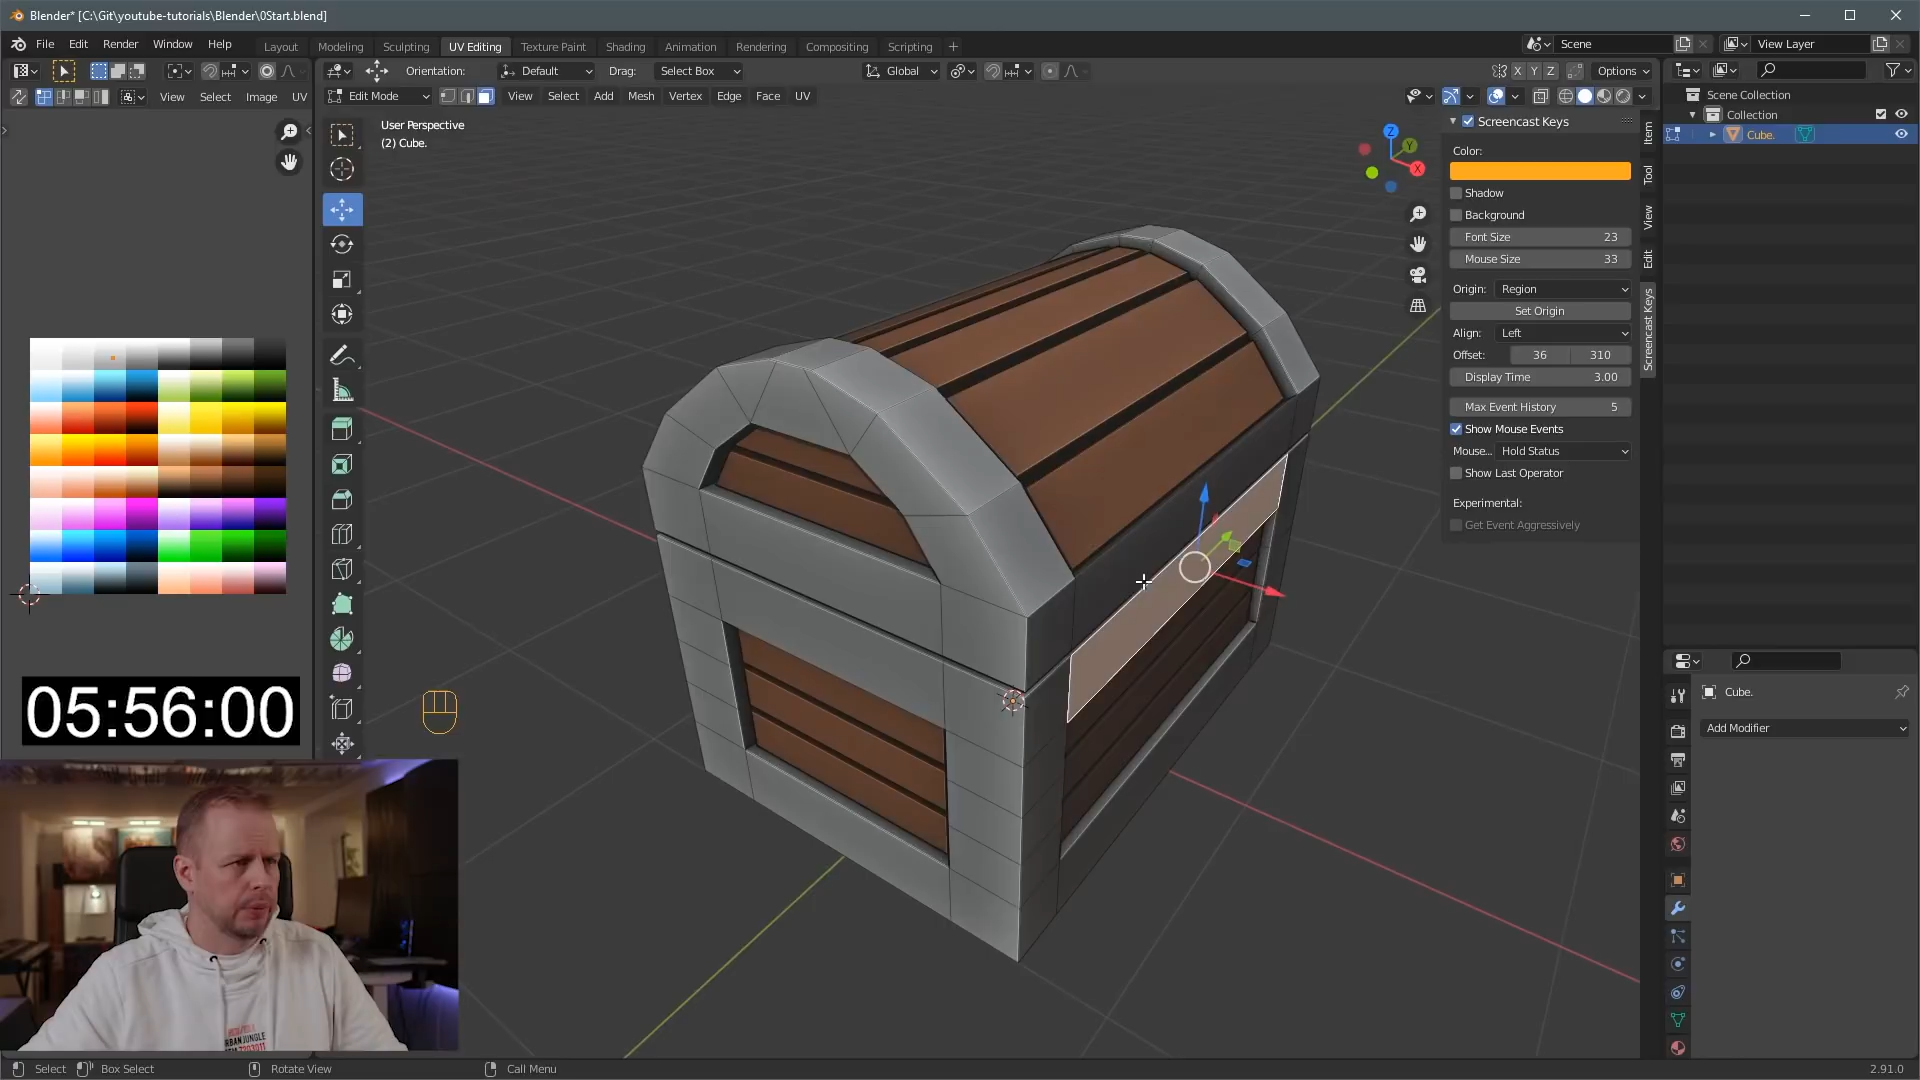 Blender* [C:\Git\youtube-tutorials\Blender\0Start.blend]
File Edit Render Window Help
Layout Modeling Sculpting UV Editing Texture Paint Shading Animation Rendering Compositing Scripting +
Scene
View Layer
Orientation: Default Drag: Select Box
Global
X Y Z Options
View Select Image UV
Edit Mode View Select Add Mesh Vertex Edge Face UV
User Perspective
(2) Cube.
Z
Y
X
Screencast Keys
Color:
Shadow
Background
Font Size 23
Mouse Size 33
Origin: Region
Set Origin
Align: Left
Offset: 36 310
Display Time 3.00
Max Event History 5
Show Mouse Events
Mouse... Hold Status
Show Last Operator
Experimental:
Get Event Aggressively
Item
Tool
View
Edit
Screencast Keys
Scene Collection
Collection
Cube.
Cube.
Add Modifier
05:56:00
URBAN JUNGLE
Select Box Select Rotate View Call Menu 2.91.0